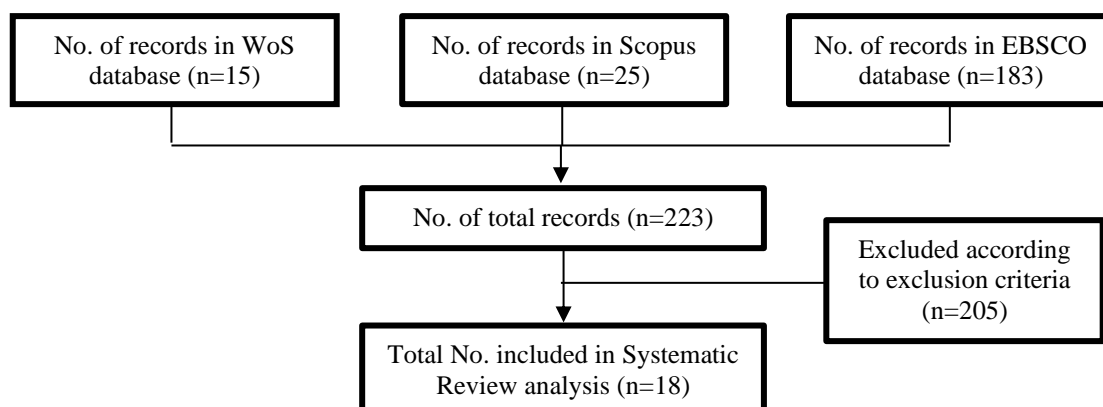 No. of records in WoS
database (n=15)
No. of records in Scopus
database (n=25)
No. of records in EBSCO
database (n=183)
No. of total records (n=223)
Excluded according
to exclusion criteria
(n=205)
Total No. included in Systematic
Review analysis (n=18)